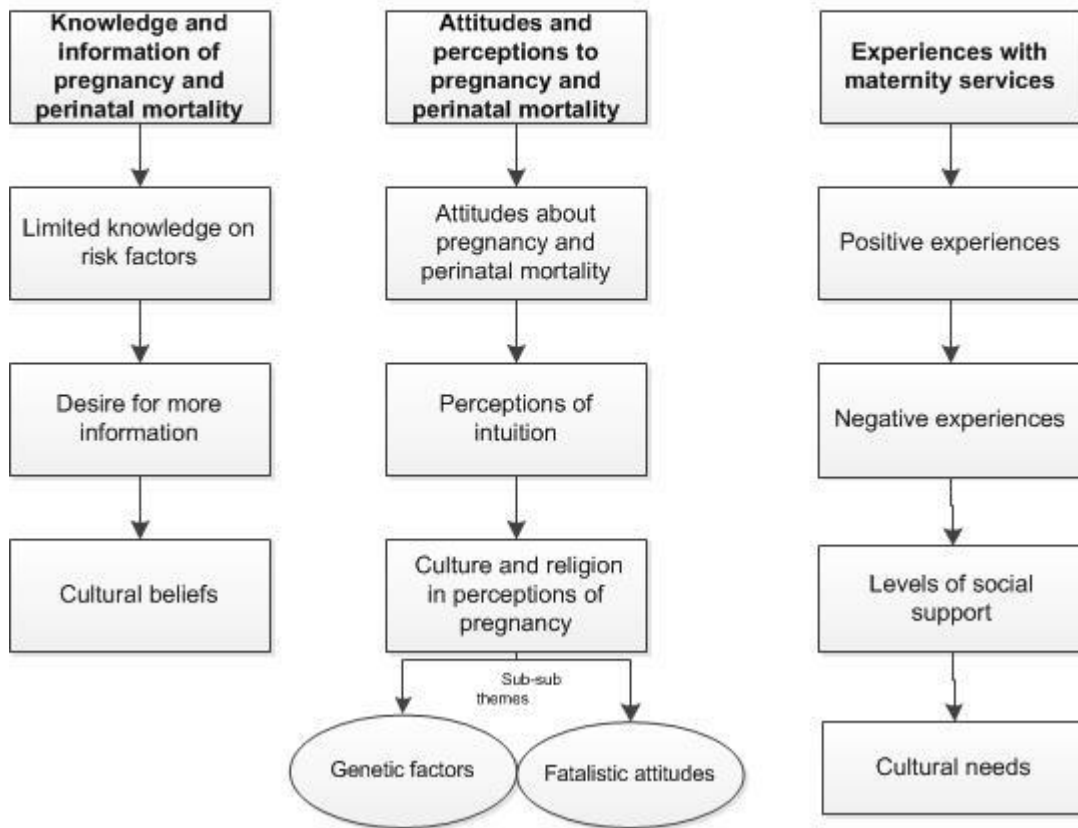 Knowledge and
information of
pregnancy and
perinatal mortality
Limited knowledge on
risk factors
Desire for more
information
Cultural beliefs
Attitudes and
perceptions to
pregnancy and
perinatal mortality
Attitudes about
pregnancy and
perinatal mortality
Perceptions of
intuition
Culture and religion
in perceptions of
pregnancy
Sub-sub
themes
Genetic factors
Fatalistic attitudes
Experiences with
maternity services
Positive experiences
Negative experiences
Levels of social
support
Cultural needs